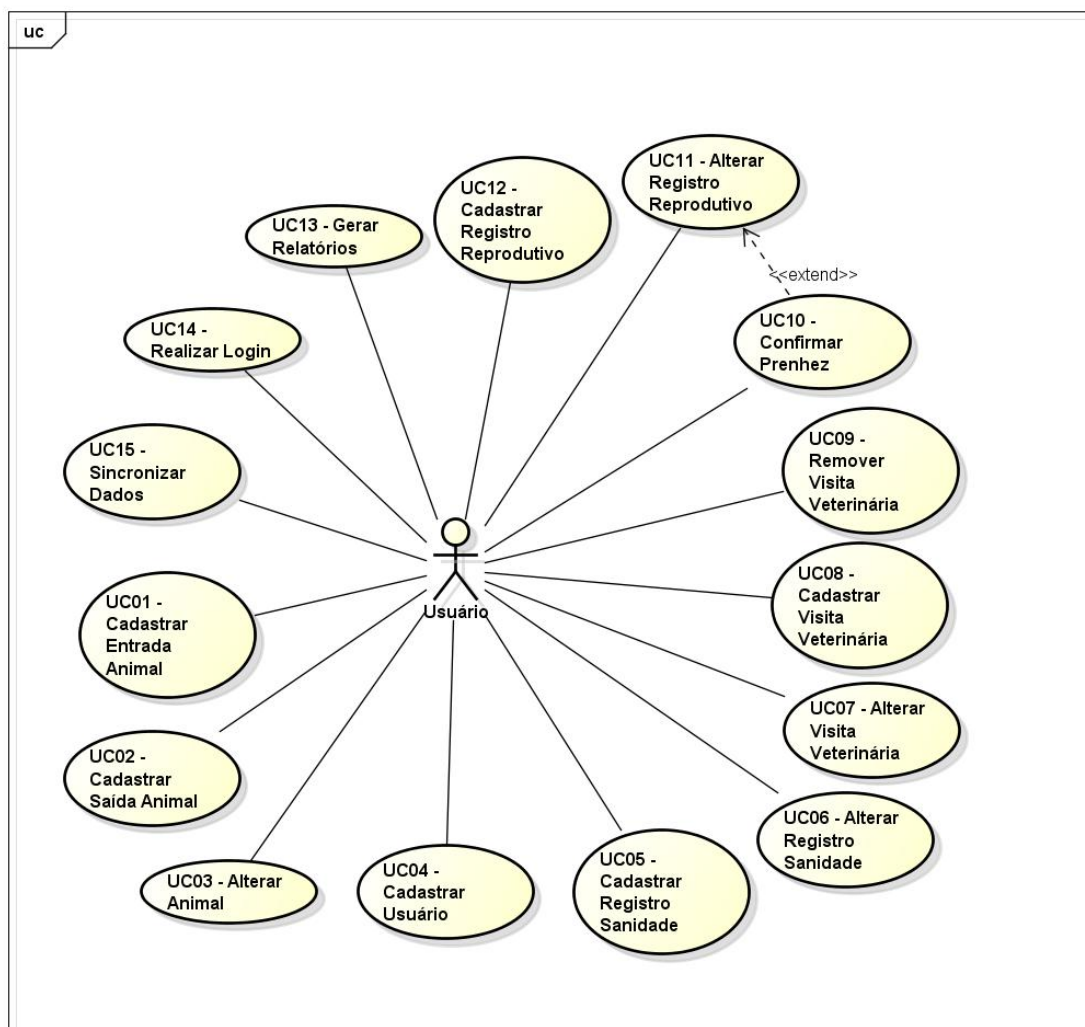 uc
UC11 - Alterar
Registro
Reprodutivo
UC12 -
Cadastrar
Registro
Reprodutivo
UC13 - Gerar
Relatórios
<<extend>>
UC14 -
Realizar Login
UC10 -
Confirmar
Prenhez
UC15 -
Sincronizar
Dados
UC09 -
Remover
Visita
Veterinária
Usuário
UC01 -
Cadastrar
Entrada
Animal
UC08 -
Cadastrar
Visita
Veterinária
UC02 -
Cadastrar
Saída Animal
UC07 - Alterar
Visita
Veterinária
UC06 - Alterar
Registro
Sanidade
UC03 - Alterar
Animal
UC04 -
Cadastrar
Usuário
UC05 -
Cadastrar
Registro
Sanidade